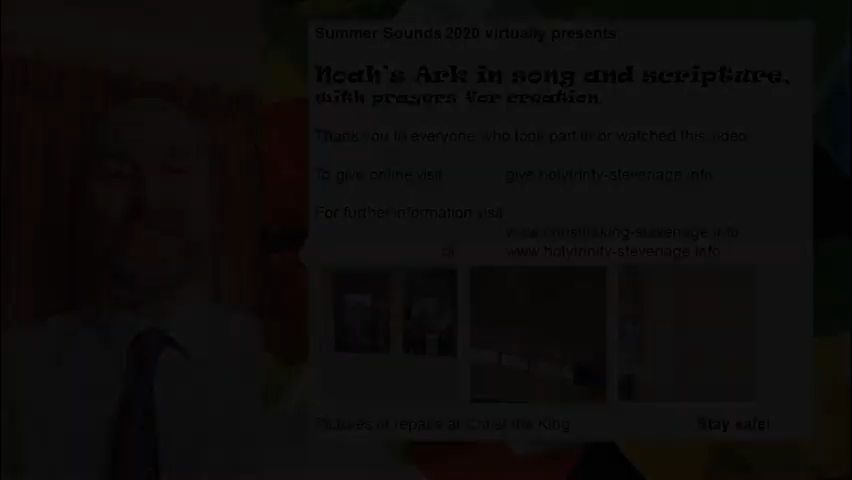 Summer Sounds 2020 virtually presents
Noah's Ark in song and scripture,
with prayers for creation
Thank you to everyone who took part in or watched this video
To give online visit give.holytrinity-stevenage.info
For further information visit
www.christtheking-stevenage.info
or www.holytrinity-stevenage.info
Pictures of repairs at Christ the King
Stay safe!